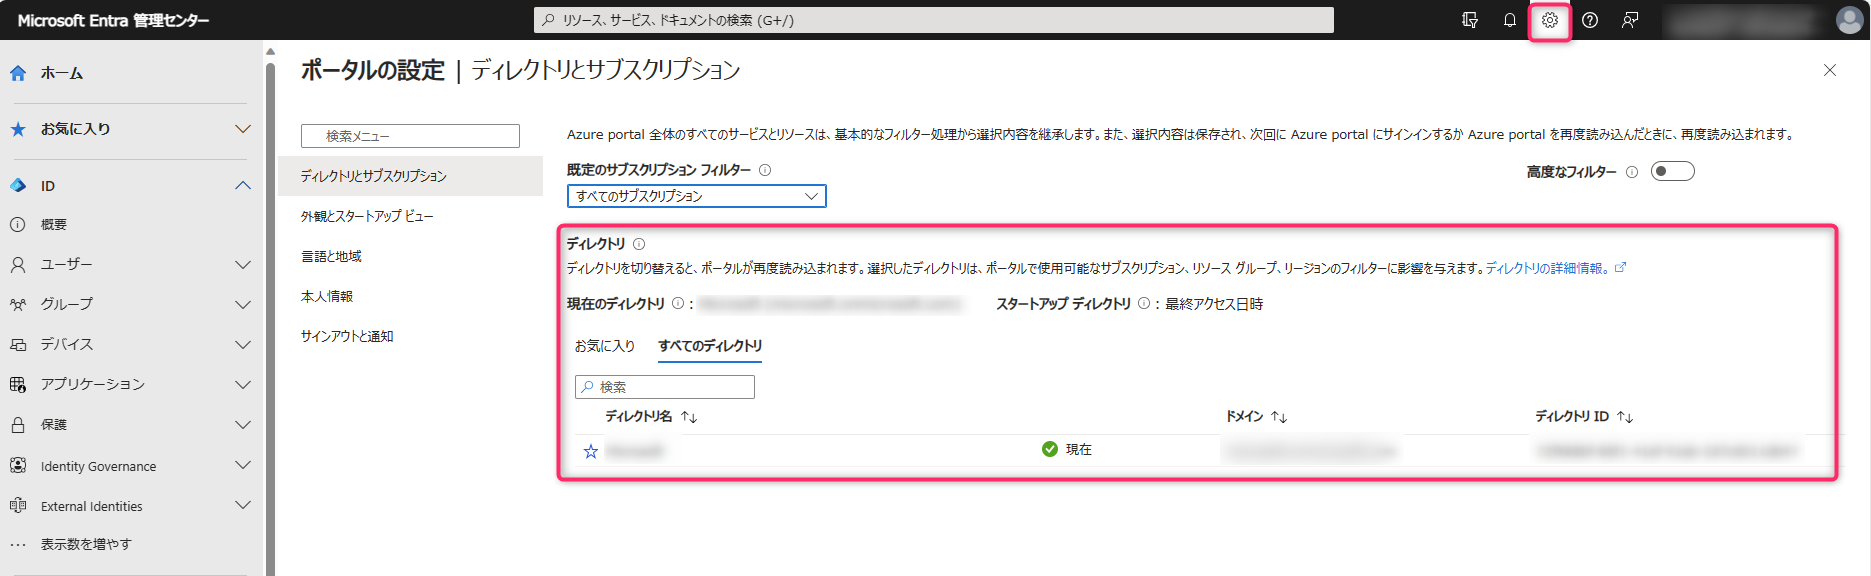 Microsoft Entra 管理センター
リソース、サービス、ドキュメントの検索 (G+/)
ホーム
お気に入り
ID
概要
ユーザー
グループ
デバイス
アプリケーション
保護
Identity Governance
External Identities
表示数を増やす
ポータルの設定 | ディレクトリとサブスクリプション
検索メニュー
ディレクトリとサブスクリプション
外観とスタートアップ ビュー
言語と地域
本人情報
サインアウトと通知
Azure portal 全体のすべてのサービスとリソースは、基本的なフィルター処理から選択内容を継承します。また、選択内容は保存され、次回に Azure portal にサインインするか Azure portal を再度読み込んだときに、再度読み込まれます。
既定のサブスクリプション フィルター
高度なフィルター
すべてのサブスクリプション
ディレクトリ
ディレクトリを切り替えると、ポータルが再度読み込まれます。選択したディレクトリは、ポータルで使用可能なサブスクリプション、リソース グループ、リージョンのフィルターに影響を与えます。ディレクトリの詳細情報。
現在のディレクトリ :
スタートアップ ディレクトリ : 最終アクセス日時
お気に入り すべてのディレクトリ
検索
ディレクトリ名 ドメイン ディレクトリ ID
現在